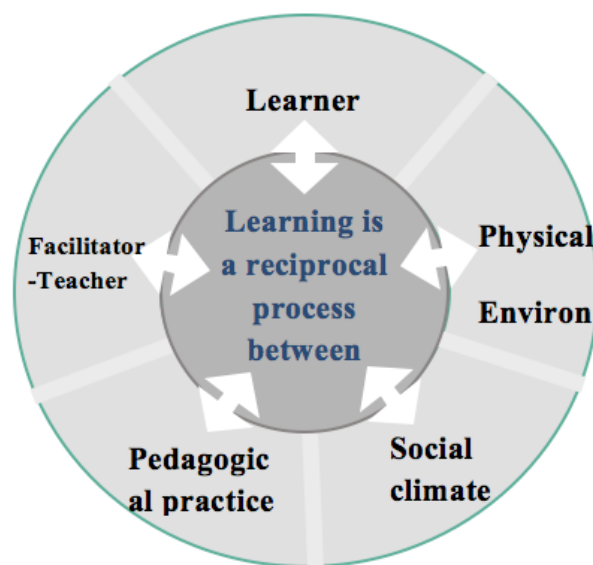 Learner
Learning is
a reciprocal
process
between
Facilitator
-Teacher
Physical
Environ
Pedagogic
al practice
Social
climate